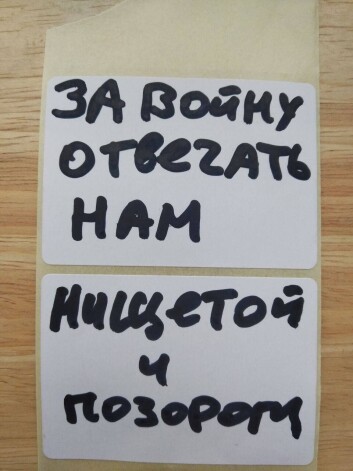 ЗА ВОЙНУ
ОТВЕЧАТЬ
НАМ
НИЩЕТОЙ
И
ПОЗОРОМ